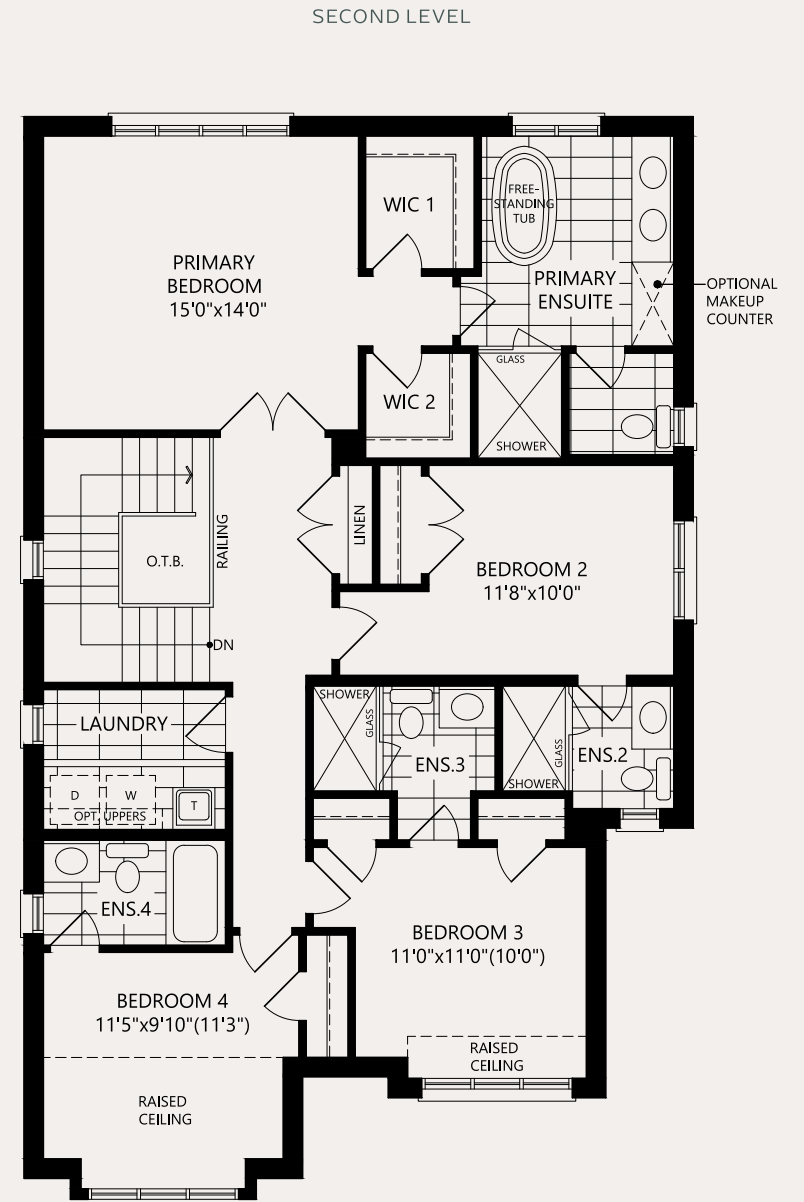 SECOND LEVEL
WIC 1
FREE-
STANDING
TUB
PRIMARY
BEDROOM
15'0"x14'0"
PRIMARY
ENSUITE
OPTIONAL
MAKEUP
COUNTER
GLASS
WIC 2
SHOWER
LINEN
RAILING
O.T.B.
BEDROOM 2
11'8"x10'0"
DN
SHOWER
GLASS
LAUNDRY
ENS.3
GLASS
ENS.2
SHOWER
D
W
T
OPT. UPPERS
ENS.4
BEDROOM 3
11'0"x11'0"(10'0")
BEDROOM 4
11'5"x9'10"(11'3")
RAISED
CEILING
RAISED
CEILING